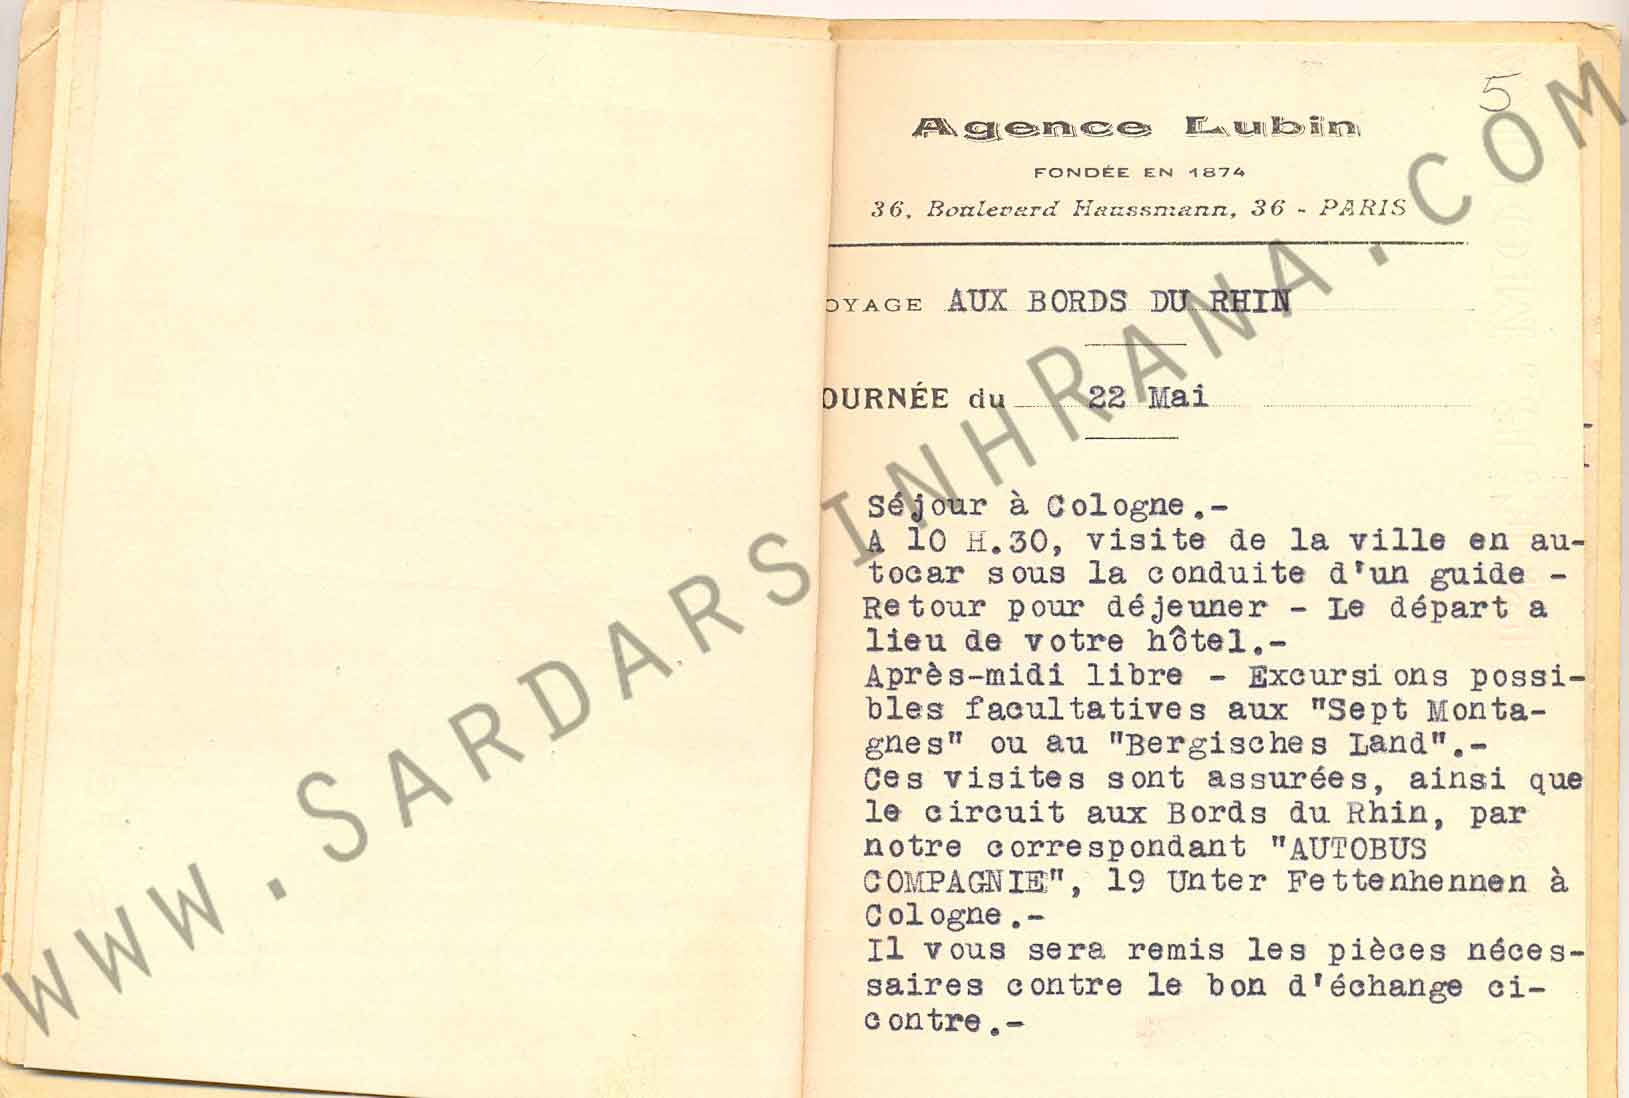 5
Agence Lubin
FONDÉE EN 1874
36, Boulevard Haussmann, 36 - PARIS
OYAGE AUX BORDS DU RHIN
OURNÉE du 22 Mai
Séjour à Cologne.-
A 10 H.30, visite de la ville en au-
tocar sous la conduite d'un guide -
Retour pour déjeuner - Le départ a
lieu de votre hôtel.-
Après-midi libre - Excursions possi-
bles facultatives aux "Sept Monta-
gnes" ou au "Bergisches Land".-
Ces visites sont assurées, ainsi que
le circuit aux Bords du Rhin, par
notre correspondant "AUTOBUS
COMPAGNIE", 19 Unter Fettenhennen à
Cologne.-
Il vous sera remis les pièces néces-
saires contre le bon d'échange ci-
contre.-
WWW.SARDARSINHRANA.COM